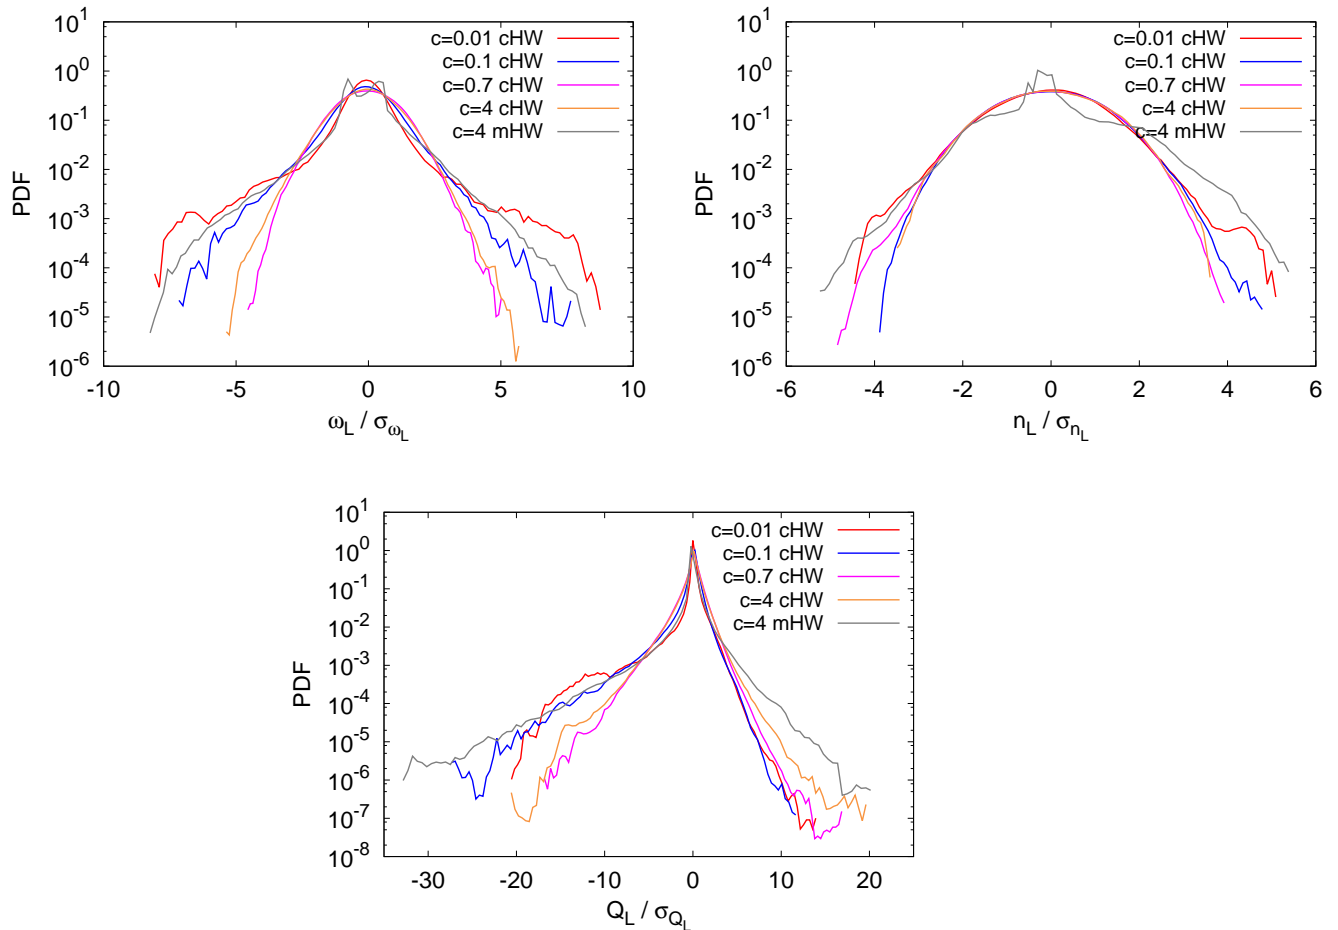 10^1
10^0
10^-1
10^-2
10^-3
10^-4
10^-5
10^-6
PDF
c=0.01 cHW
c=0.1 cHW
c=0.7 cHW
c=4 cHW
c=4 mHW
-10 -5 0 5 10
ω_L / σ_{ω_L}
10^1
10^0
10^-1
10^-2
10^-3
10^-4
10^-5
10^-6
PDF
c=0.01 cHW
c=0.1 cHW
c=0.7 cHW
c=4 cHW
c=4 mHW
-6 -4 -2 0 2 4 6
n_L / σ_{n_L}
10^1
10^0
10^-1
10^-2
10^-3
10^-4
10^-5
10^-6
10^-7
10^-8
PDF
c=0.01 cHW
c=0.1 cHW
c=0.7 cHW
c=4 cHW
c=4 mHW
-30 -20 -10 0 10 20
Q_L / σ_{Q_L}